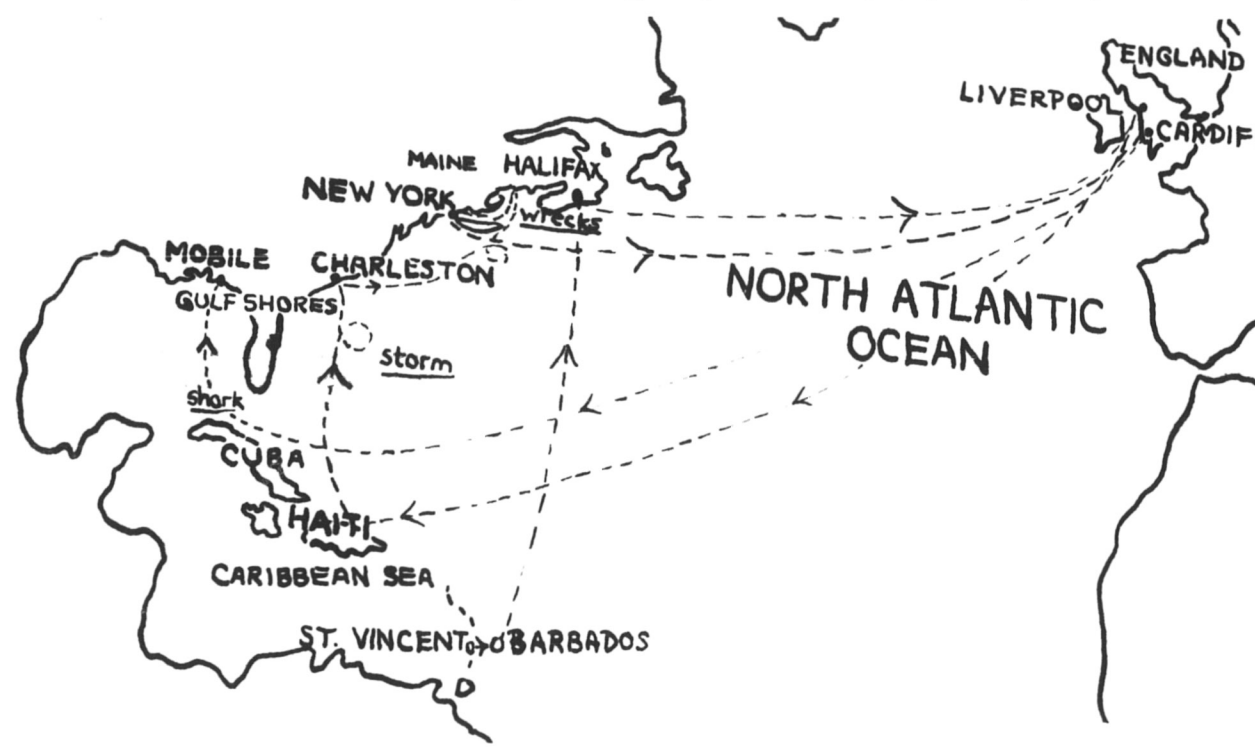 ENGLAND
LIVERPOOL
CARDIF
MAINE
HALIFAX
NEW YORK
wrecks
MOBILE
CHARLESTON
GULF SHORES
NORTH ATLANTIC
OCEAN
storm
shark
CUBA
HAITI
CARIBBEAN SEA
ST. VINCENT
BARBADOS